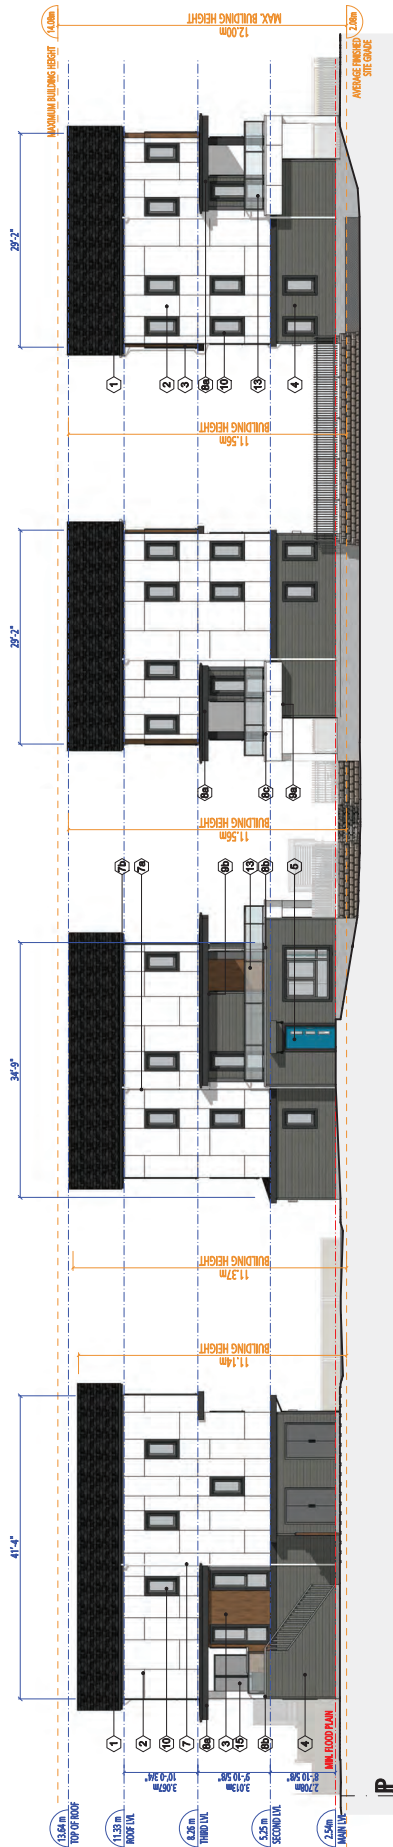 14.08m
MAXIMUM BUILDING HEIGHT
12.00m
MAX. BUILDING HEIGHT
2.08m
AVERAGE FINISHED
SITE GRADE
29'-2"
1
2
3
8a
10
13
4
11.56m
BUILDING HEIGHT
29'-2"
8a
8c
9a
11.56m
BUILDING HEIGHT
34'-9"
7b
7a
9b
13
8b
5
11.37m
BUILDING HEIGHT
11.14m
BUILDING HEIGHT
41'-4"
1
2
10
7
8a
3
15
8b
4
3.067m
10'-0 3/4"
3.013m
9'-10 5/8"
2.708m
8'-10 5/8"
MIN. FLOOD PLAIN
13.64 m
TOP OF ROOF
11.33 m
ROOF LVL
8.26 m
THIRD LVL
5.25 m
SECOND LVL
2.54m
MAIN LVL